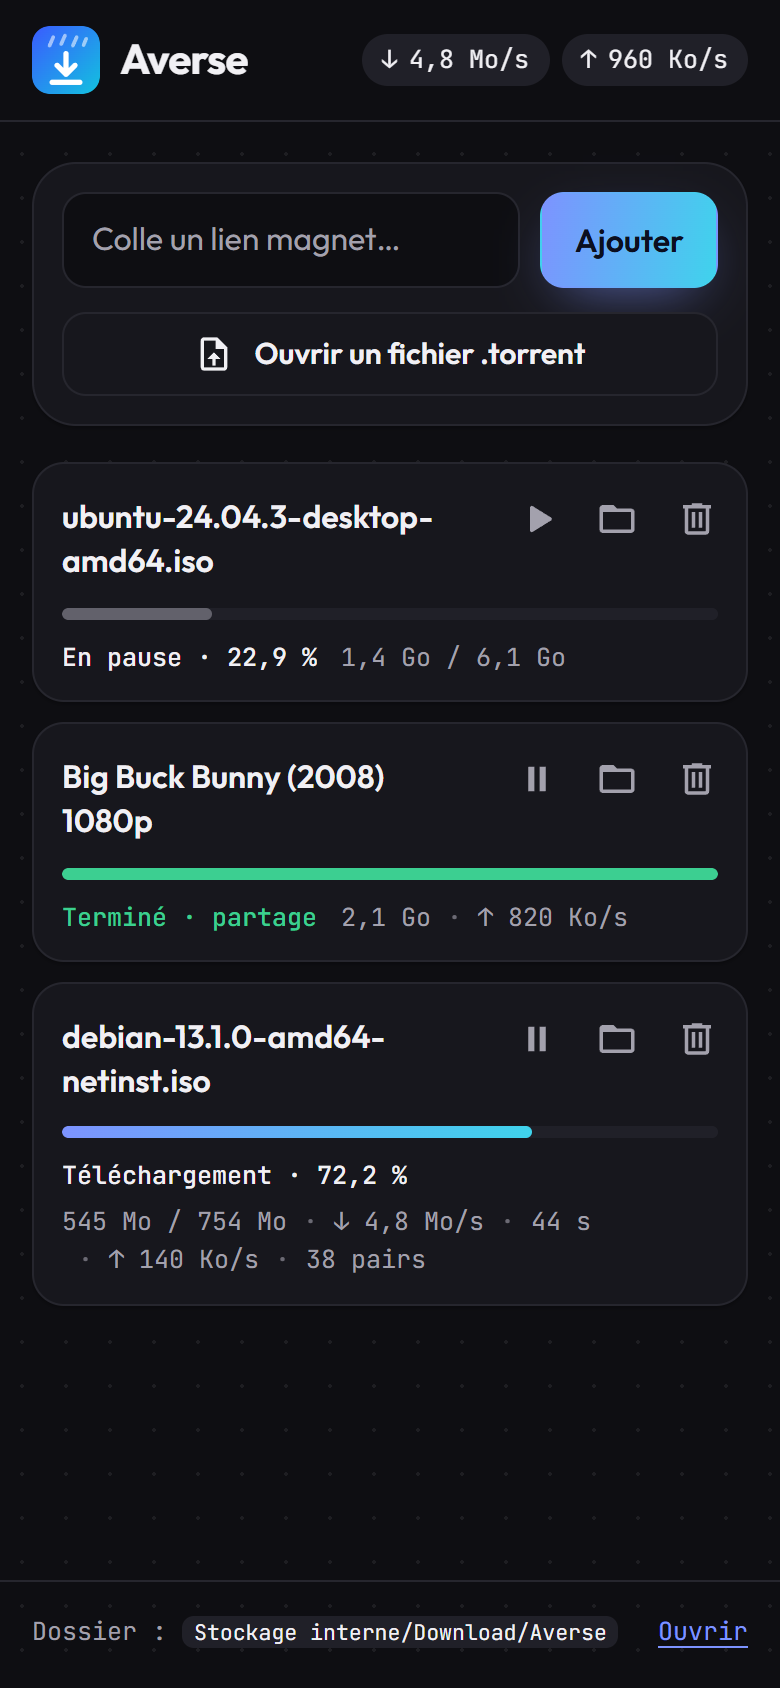 Averse
↓ 4,8 Mo/s
↑ 960 Ko/s
Colle un lien magnet...
Ajouter
Ouvrir un fichier .torrent
ubuntu-24.04.3-desktop-
amd64.iso
En pause · 22,9 % 1,4 Go / 6,1 Go
Big Buck Bunny (2008)
1080p
Terminé · partage 2,1 Go · ↑ 820 Ko/s
debian-13.1.0-amd64-
netinst.iso
Téléchargement · 72,2 %
545 Mo / 754 Mo · ↓ 4,8 Mo/s · 44 s
· ↑ 140 Ko/s · 38 pairs
Dossier : Stockage interne/Download/Averse Ouvrir